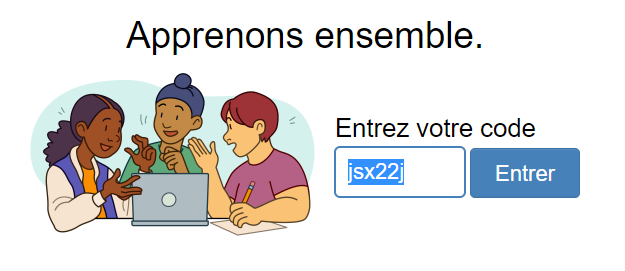 Apprenons ensemble.
Entrez votre code
jsx22j
Entrer